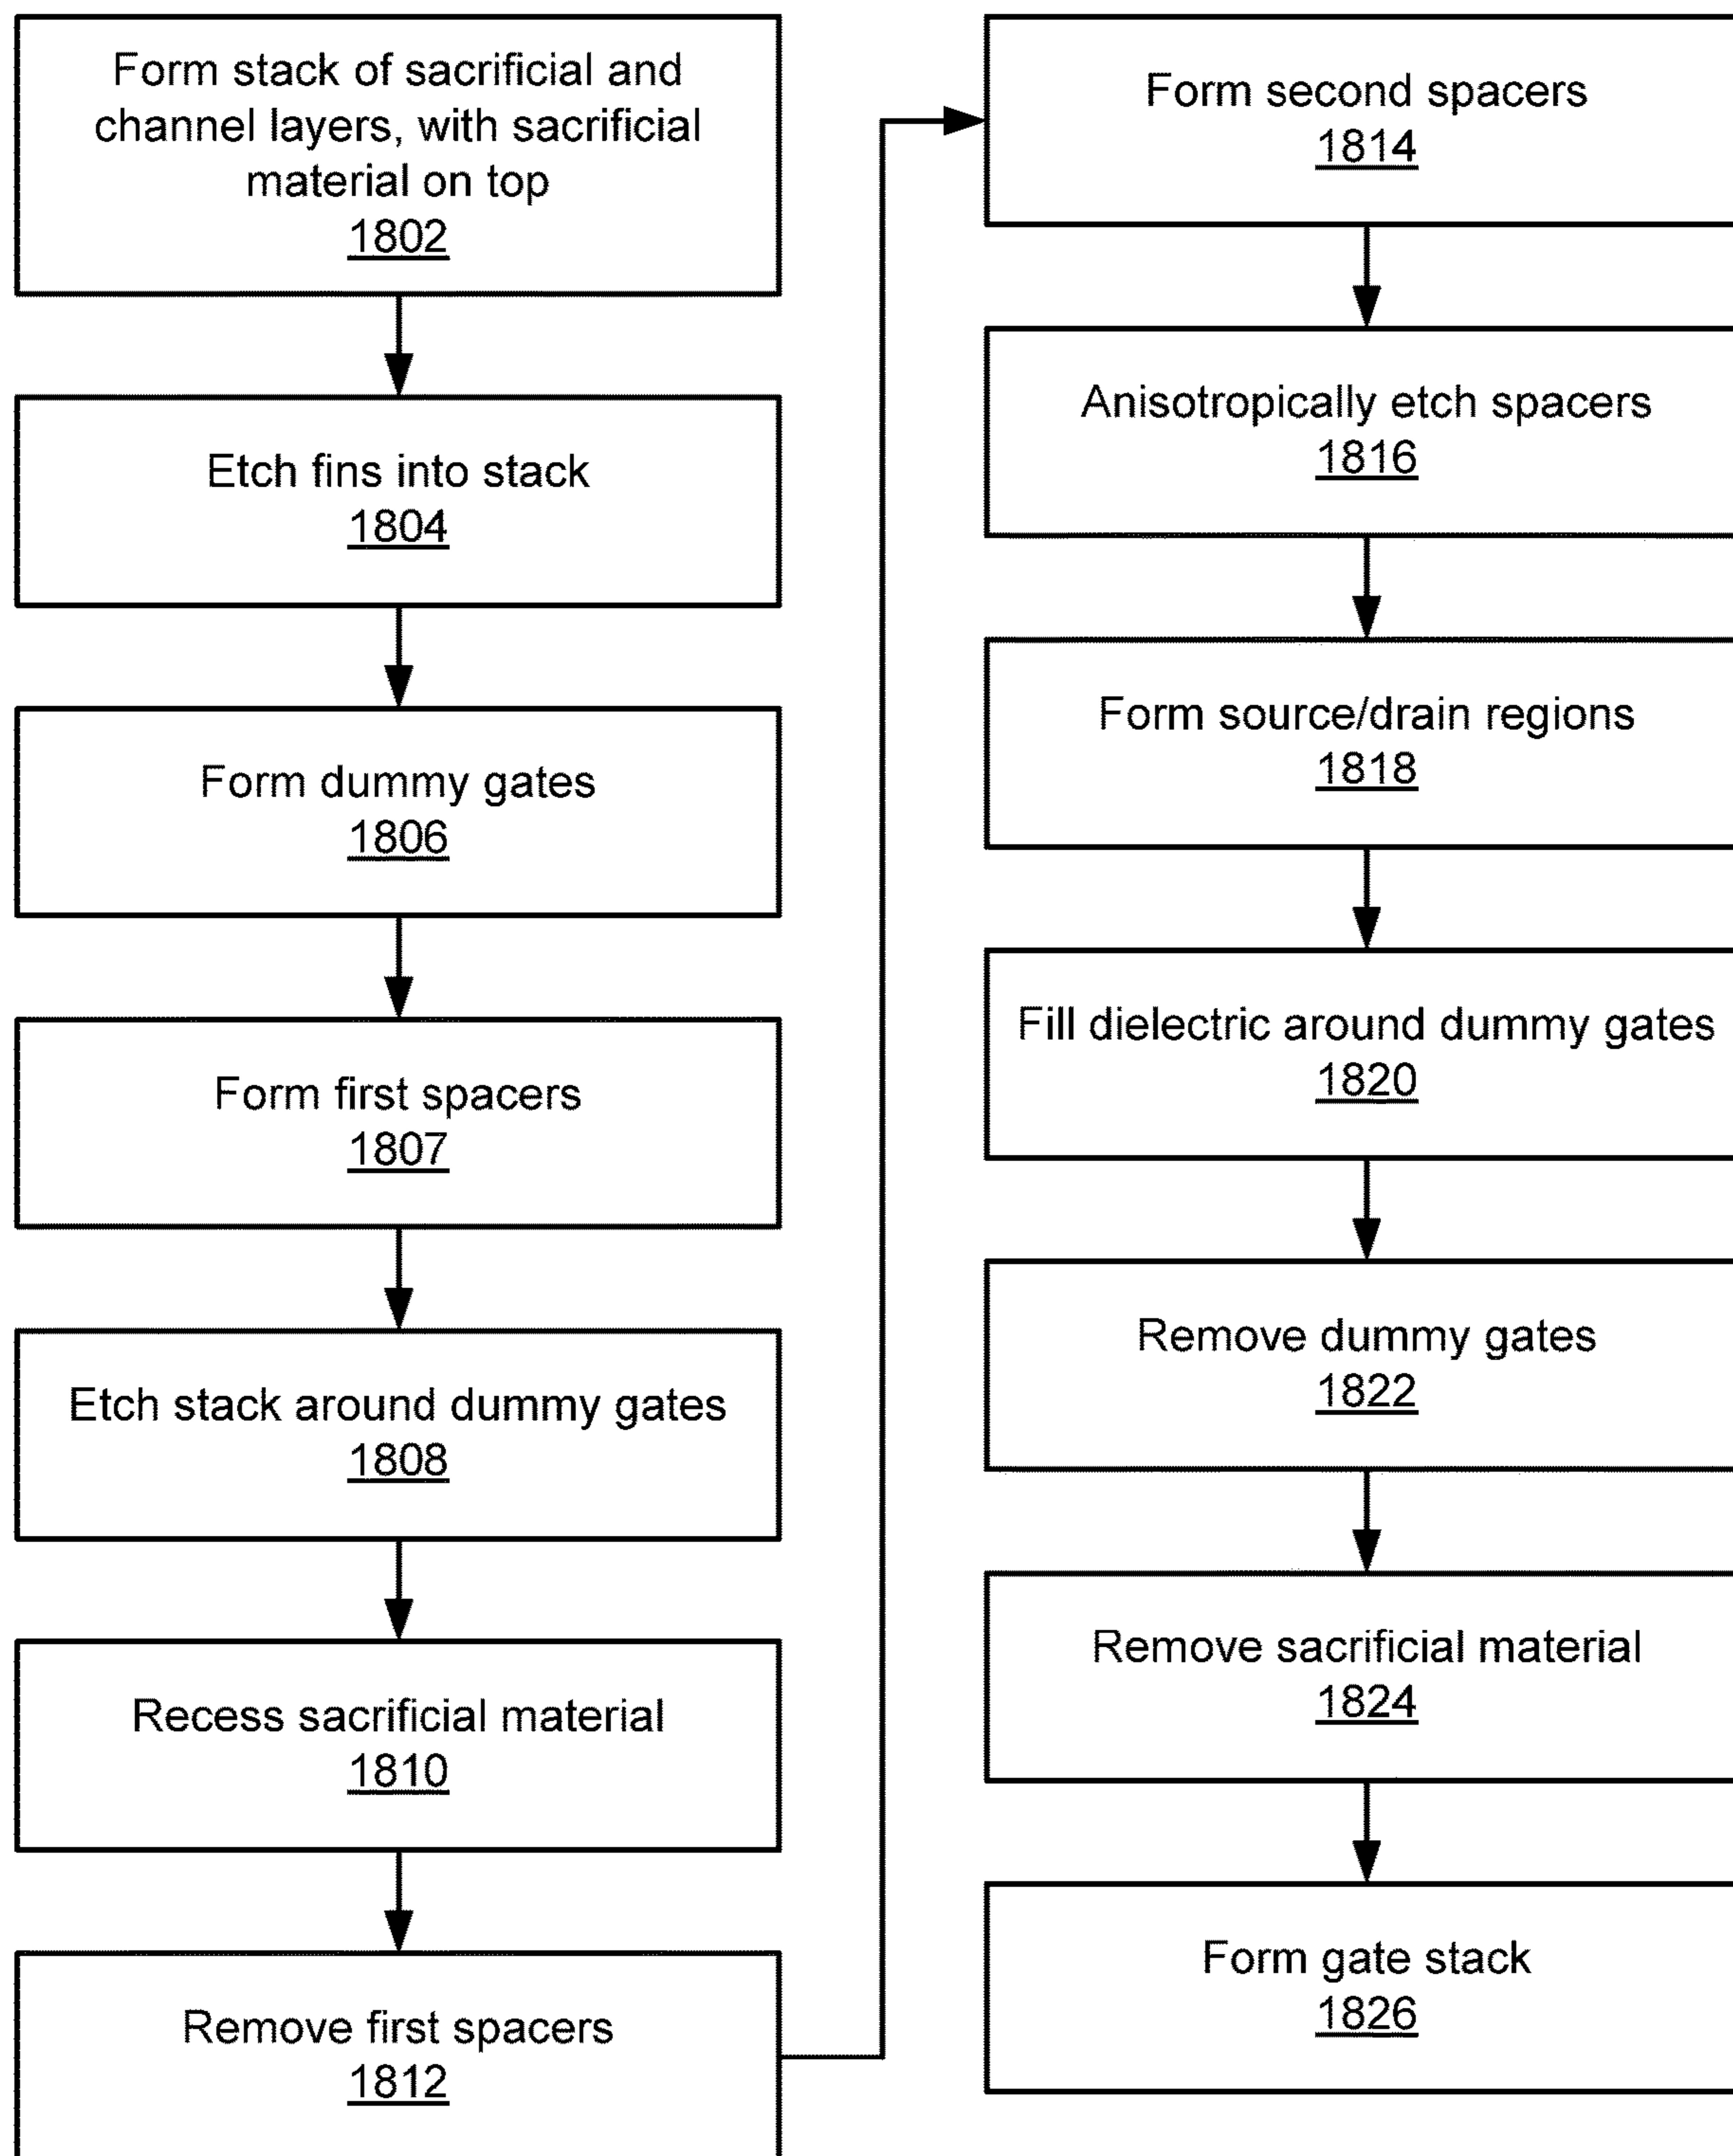 Form stack of sacrificial and
channel layers, with sacrificial
material on top
1802
Etch fins into stack
1804
Form dummy gates
1806
Form first spacers
1807
Etch stack around dummy gates
1808
Recess sacrificial material
1810
Remove first spacers
1812
Form second spacers
1814
Anisotropically etch spacers
1816
Form source/drain regions
1818
Fill dielectric around dummy gates
1820
Remove dummy gates
1822
Remove sacrificial material
1824
Form gate stack
1826